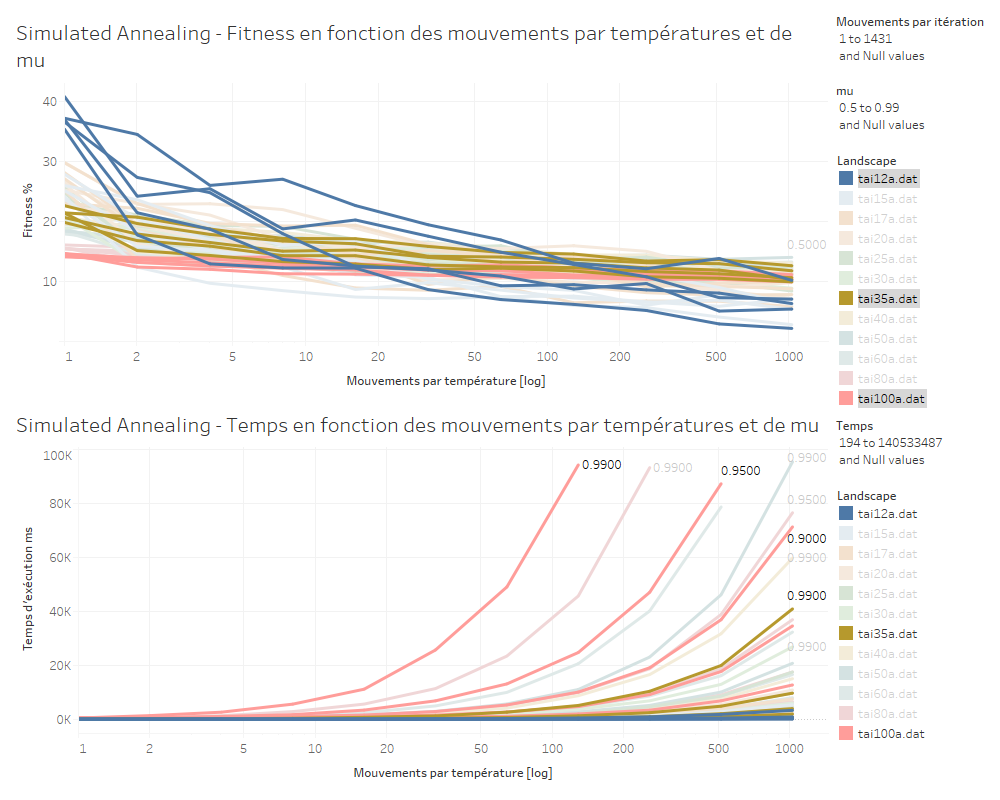 Simulated Annealing - Fitness en fonction des mouvements par températures et de
mu
40
30
20
10
Fitness %
0.5000
1
2
5
10
20
50
100
200
500
1000
Mouvements par température [log]
Mouvements par itération
1 to 1431
and Null values
mu
0.5 to 0.99
and Null values
Landscape
tai12a.dat
tai15a.dat
tai17a.dat
tai20a.dat
tai25a.dat
tai30a.dat
tai35a.dat
tai40a.dat
tai50a.dat
tai60a.dat
tai80a.dat
tai100a.dat
Simulated Annealing - Temps en fonction des mouvements par températures et de mu
100K
80K
60K
40K
20K
0K
Temps d'exécution ms
0.9900
0.9900
0.9500
0.9900
0.9500
0.9000
0.9900
0.9900
0.9900
1
2
5
10
20
50
100
200
500
1000
Mouvements par température [log]
Temps
194 to 140533487
and Null values
Landscape
tai12a.dat
tai15a.dat
tai17a.dat
tai20a.dat
tai25a.dat
tai30a.dat
tai35a.dat
tai40a.dat
tai50a.dat
tai60a.dat
tai80a.dat
tai100a.dat